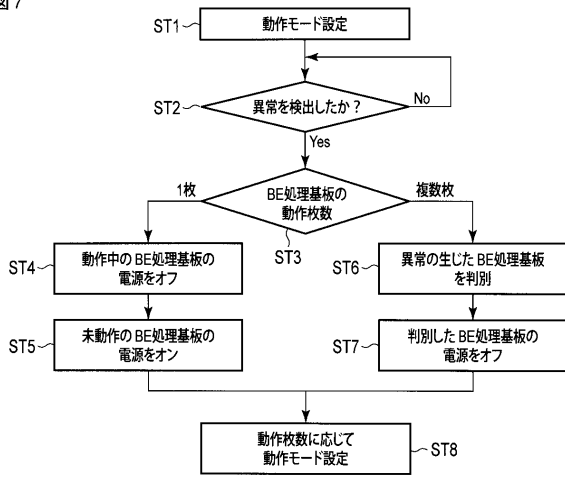 図7
ST1
動作モード設定
ST2
異常を検出したか？
No
Yes
1枚
BE処理基板の
動作枚数
複数枚
ST3
ST4
動作中のBE処理基板の
電源をオフ
ST6
異常の生じたBE処理基板
を判別
ST5
未動作のBE処理基板の
電源をオン
ST7
判別したBE処理基板の
電源をオフ
動作枚数に応じて
動作モード設定
ST8